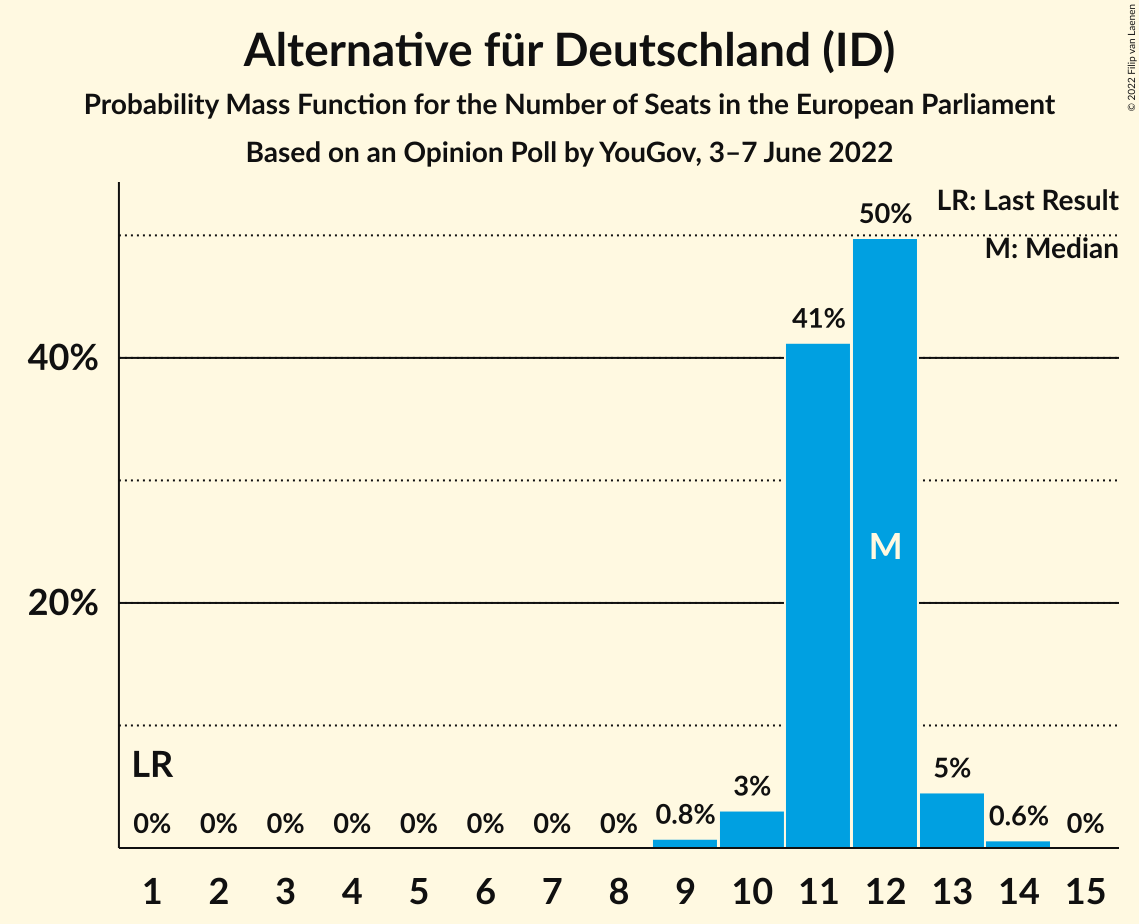 Alternative für Deutschland (ID)
Probability Mass Function for the Number of Seats in the European Parliament
Based on an Opinion Poll by YouGov, 3–7 June 2022
© 2022 Filip van Laenen
LR: Last Result
M: Median
50%
41%
40%
M
20%
LR
0% 0% 0% 0% 0% 0% 0% 0% 0.8% 3% 5% 0.6% 0%
1 2 3 4 5 6 7 8 9 10 11 12 13 14 15